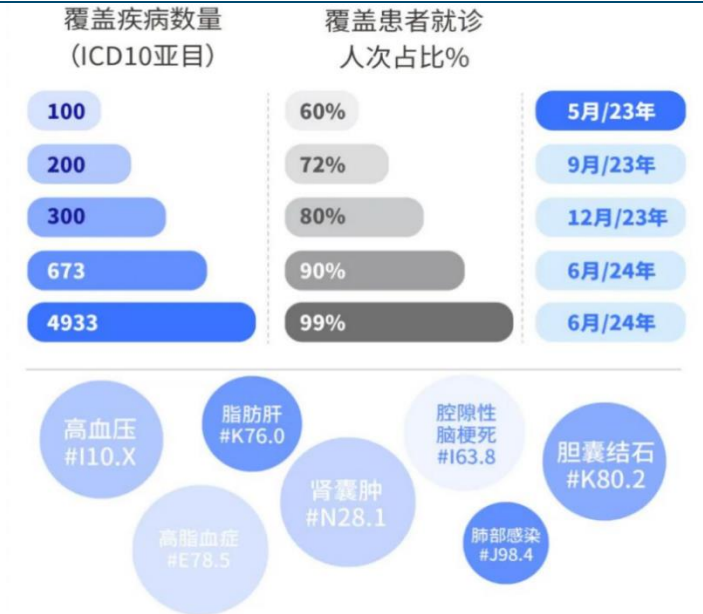 覆盖疾病数量
（ICD10亚目）
覆盖患者就诊
人次占比%
100
60%
5月/23年
200
72%
9月/23年
300
80%
12月/23年
673
90%
6月/24年
4933
99%
6月/24年
高血压
#I10.X
脂肪肝
#K76.0
腔隙性
脑梗死
#I63.8
胆囊结石
#K80.2
肾囊肿
#N28.1
高脂血症
#E78.5
肺部感染
#J98.4